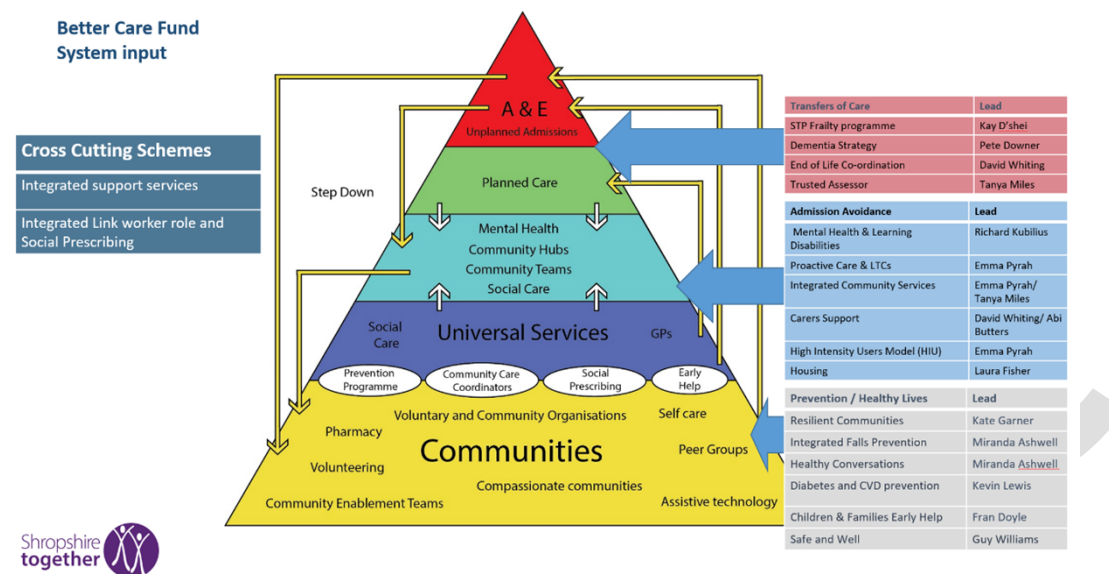 Better Care Fund
System input
Cross Cutting Schemes
Integrated support services
Integrated Link worker role and
Social Prescribing
Step Down
A & E
Unplanned Admissions
Planned Care
Mental Health
Community Hubs
Community Teams
Social Care
Social
Care
Universal Services
GPs
Prevention
Programme
Community Care
Coordinators
Social
Prescribing
Early
Help
Voluntary and Community Organisations
Self care
Pharmacy
Communities
Peer Groups
Volunteering
Compassionate communities
Community Enablement Teams
Assistive technology
Transfers of Care Lead
STP Frailty programme Kay D'shei
Dementia Strategy Pete Downer
End of Life Co-ordination David Whiting
Trusted Assessor Tanya Miles
Admission Avoidance Lead
Mental Health & Learning Richard Kubilius
Disabilities
Proactive Care & LTCs Emma Pyrah
Integrated Community Services Emma Pyrah/
Tanya Miles
Carers Support David Whiting/ Abi
Butters
High Intensity Users Model (HIU) Emma Pyrah
Housing Laura Fisher
Prevention / Healthy Lives Lead
Resilient Communities Kate Garner
Integrated Falls Prevention Miranda Ashwell
Healthy Conversations Miranda Ashwell
Diabetes and CVD prevention Kevin Lewis
Children & Families Early Help Fran Doyle
Safe and Well Guy Williams
Shropshire
together